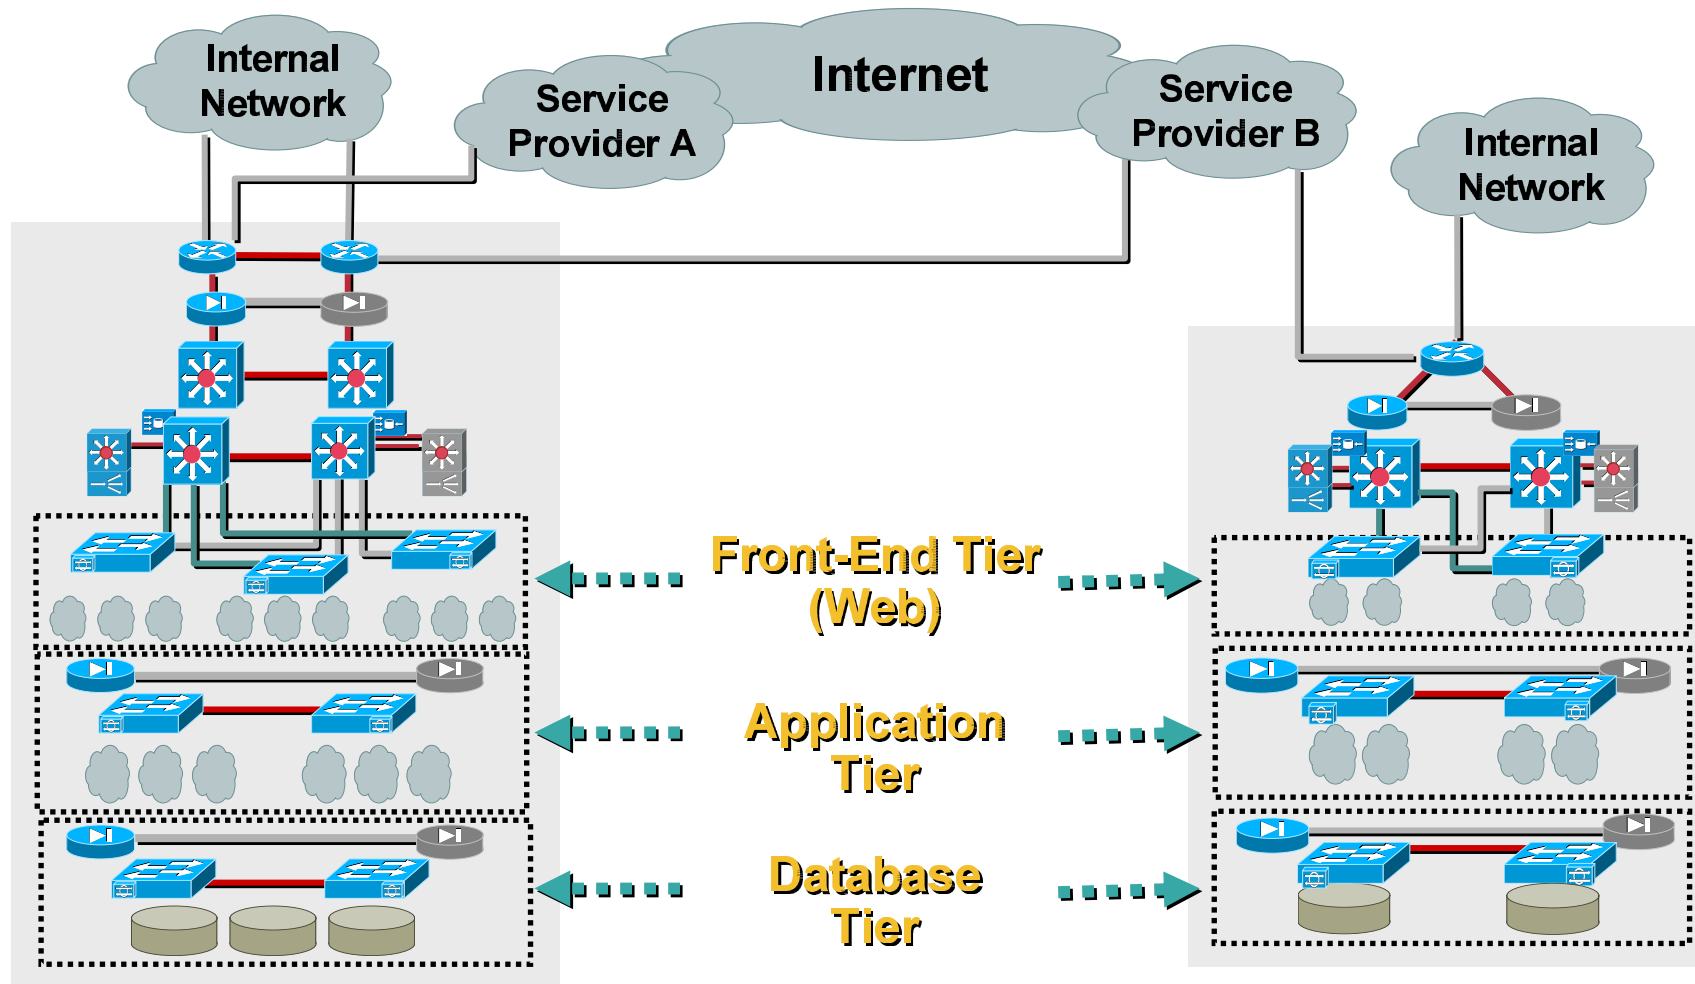 Internal
Network
Service
Provider A
Internet
Service
Provider B
Internal
Network
Front-End Tier
(Web)
Application
Tier
Database
Tier